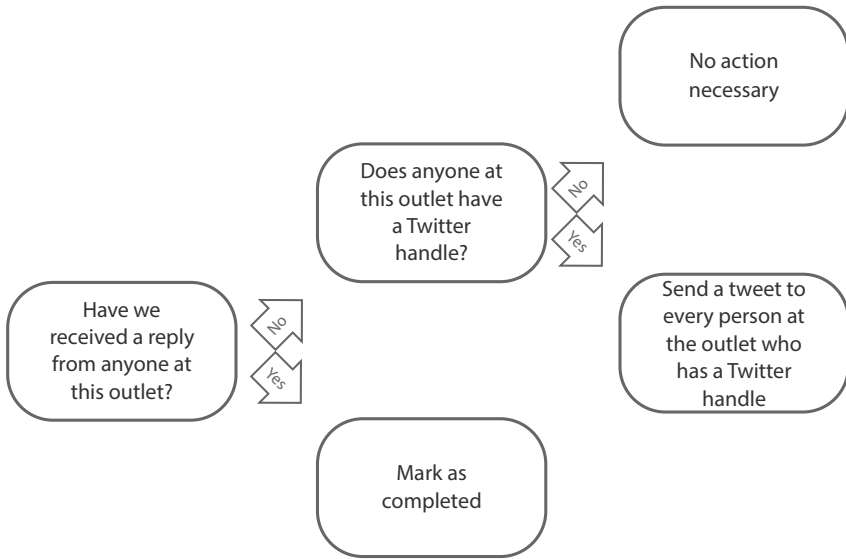 No action
necessary
Does anyone at
this outlet have
a Twitter
handle?
No
Yes
Have we
received a reply
from anyone at
this outlet?
No
Yes
Send a tweet to
every person at
the outlet who
has a Twitter
handle
Mark as
completed